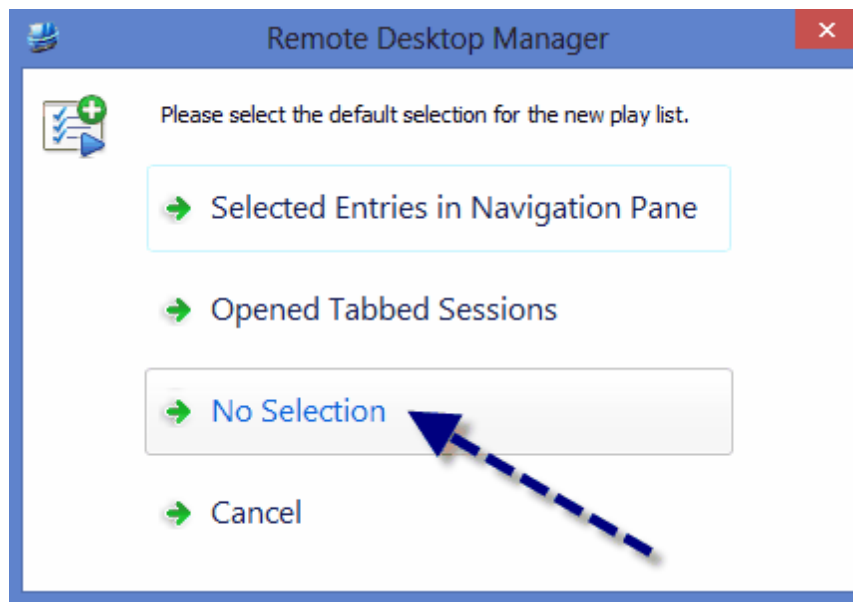 Remote Desktop Manager
Please select the default selection for the new play list.
Selected Entries in Navigation Pane
Opened Tabbed Sessions
No Selection
Cancel